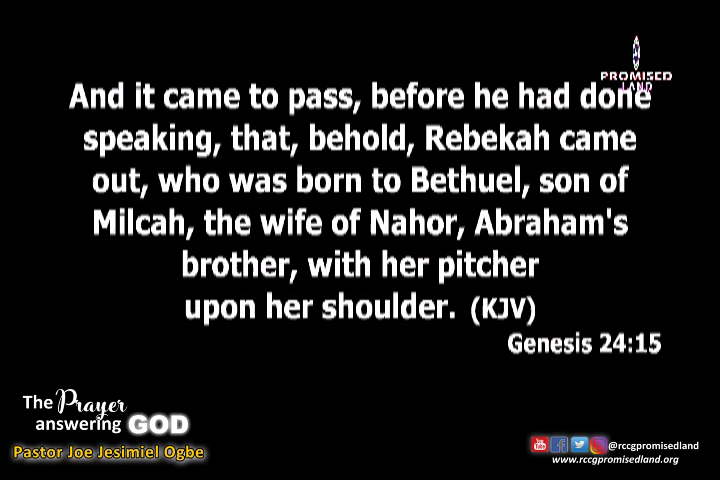 PROMISED
LAND
And it came to pass, before he had done
speaking, that, behold, Rebekah came
out, who was born to Bethuel, son of
Milcah, the wife of Nahor, Abraham's
brother, with her pitcher
upon her shoulder. (KJV)
Genesis 24:15
The Prayer
answering GOD
Pastor Joe Jesimiel Ogbe
You Tube @rccgpromisedland
www.rccgpromisedland.org